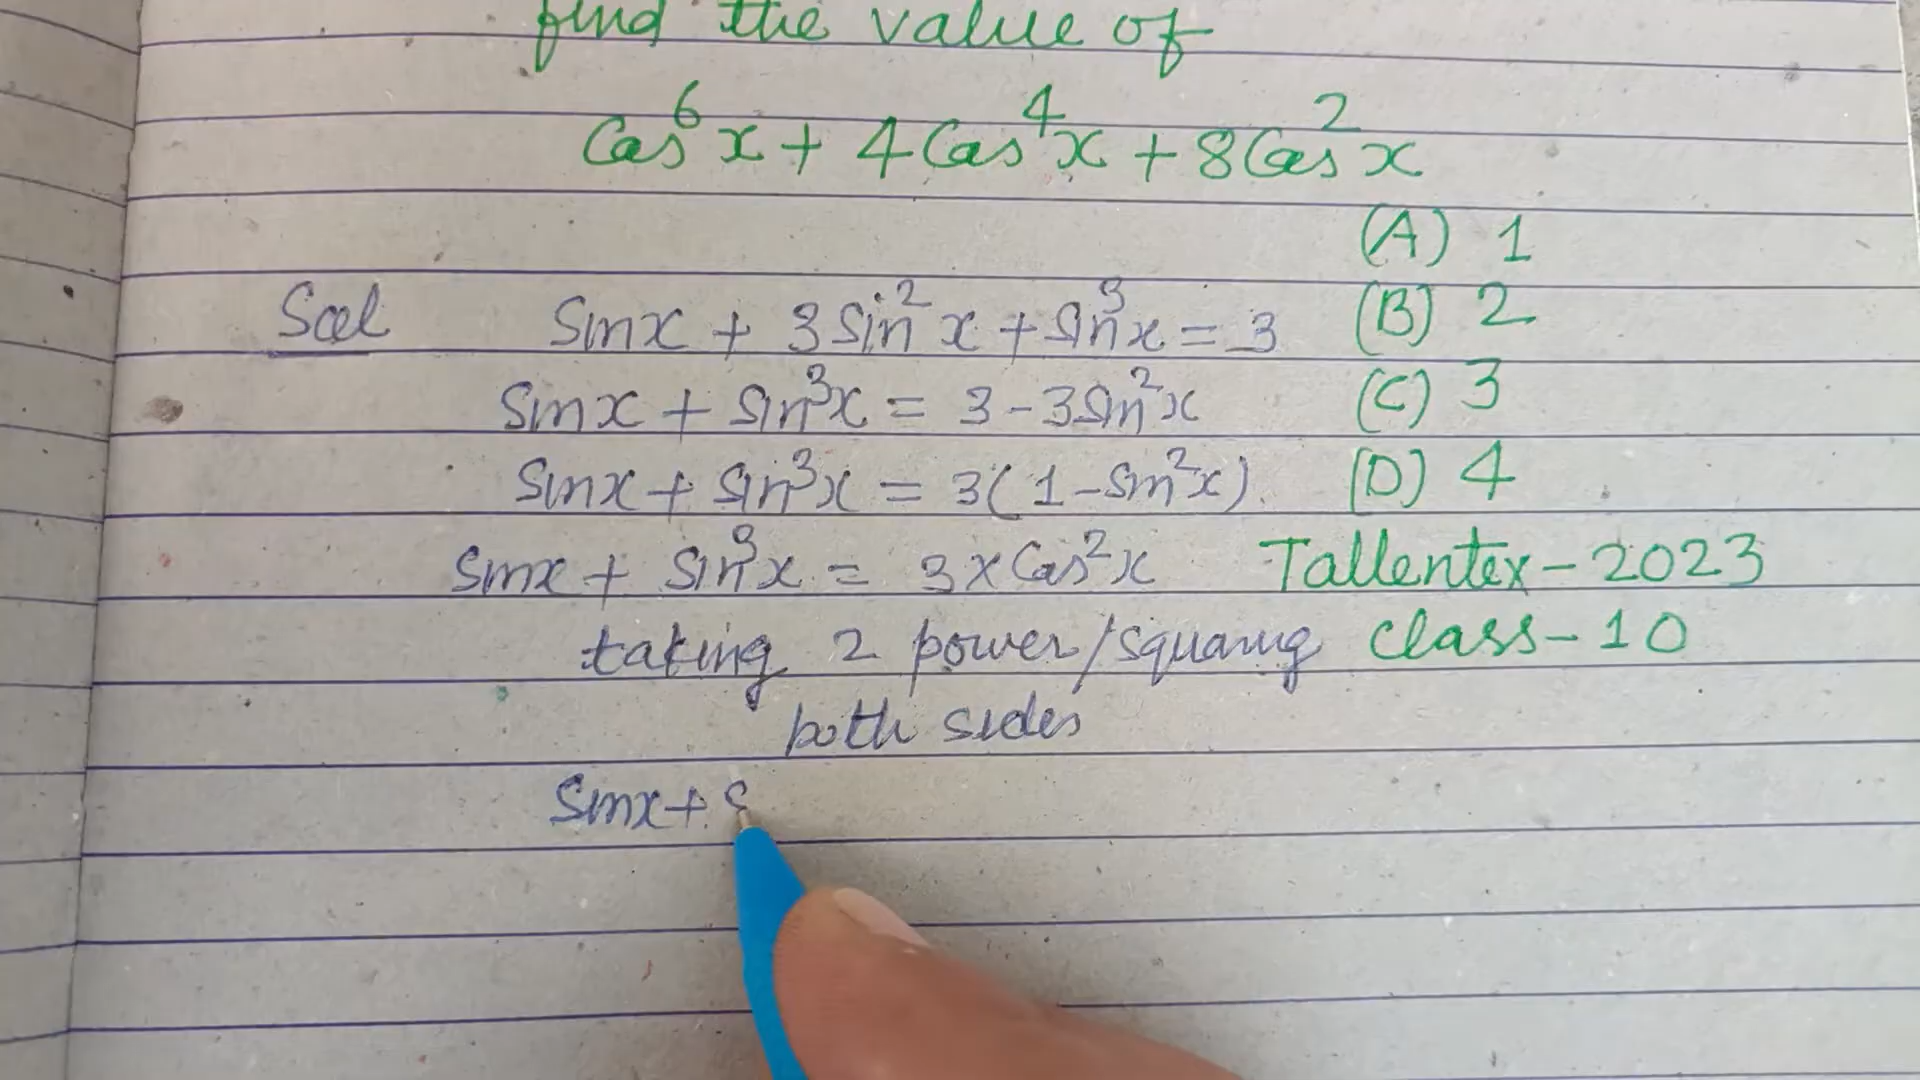 find the value of
Cos⁶x + 4Cos⁴x + 8Cos²x
(A) 1
Sol Sinx + 3Sin²x + Sin³x = 3 (B) 2
Sinx + Sin³x = 3 - 3Sin²x (C) 3
Sinx + Sin³x = 3(1 - Sin²x) (D) 4
Sinx + Sin³x = 3 x Cos²x Tallentex - 2023
taking 2 power/squaring class - 10
both sides
Sinx + S